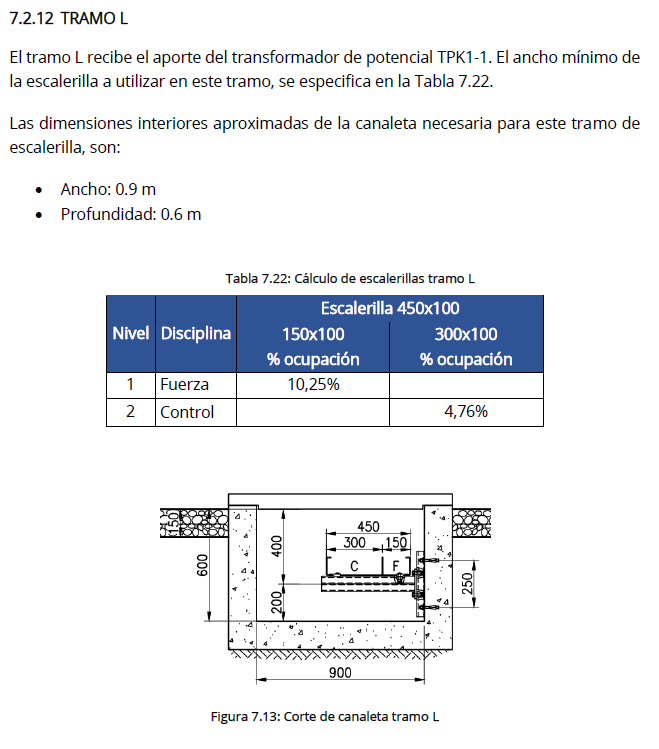 7.2.12 TRAMO L
El tramo L recibe el aporte del transformador de potencial TPK1-1. El ancho mínimo de
la escalerilla a utilizar en este tramo, se especifica en la Tabla 7.22.
Las dimensiones interiores aproximadas de la canaleta necesaria para este tramo de
escalerilla, son:
• Ancho: 0.9 m
• Profundidad: 0.6 m
Tabla 7.22: Cálculo de escalerillas tramo L
Escalerilla 450x100
Nivel Disciplina 150x100 300x100
% ocupación % ocupación
1 Fuerza 10,25%
2 Control 4,76%
150
450
300 150
400
C F
600
250
200
900
Figura 7.13: Corte de canaleta tramo L